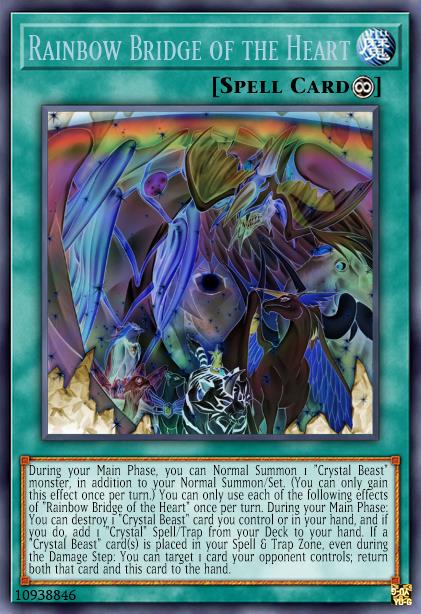 RAINBOW BRIDGE OF THE HEART
[SPELL CARD]
During your Main Phase, you can Normal Summon 1 "Crystal Beast"
monster, in addition to your Normal Summon/Set. (You can only gain
this effect once per turn.) You can only use each of the following effects
of "Rainbow Bridge of the Heart" once per turn. During your Main Phase:
You can destroy 1 "Crystal Beast" card you control or in your hand, and if
you do, add 1 "Crystal" Spell/Trap from your Deck to your hand. If a
"Crystal Beast" card(s) is placed in your Spell & Trap Zone, even during
the Damage Step: You can target 1 card your opponent controls; return
both that card and this card to the hand.
10938846